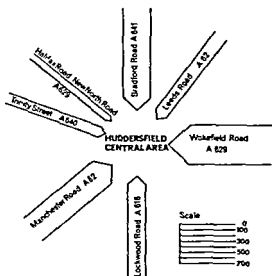 Bradford Road A 641
Leeds Road A 62
Halifax Road, New North Road
A 629
Trinity Street A 640
HUDDERSFIELD
CENTRAL AREA
Wakefield Road
A 629
Manchester Road A 62
Lockwood Road A 616
Scale
0
100
300
500
700